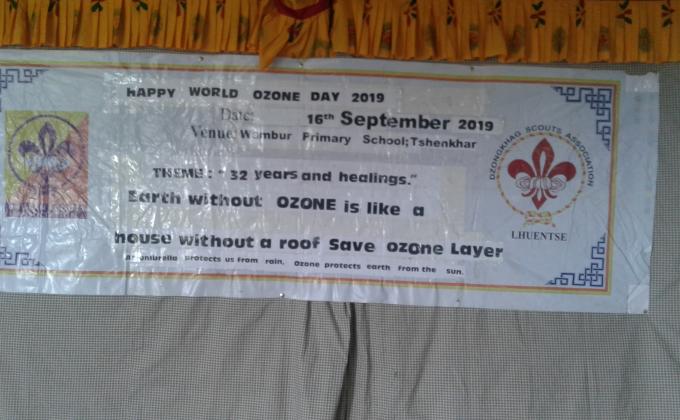 HAPPY WORLD OZONE DAY 2019
Date: 16th September 2019
Venue: Wambur Primary School; Tshenkhar
THEME: " 32 years and healings."
Earth without OZONE is like a
house without a roof Save ozone Layer
An umbrella protects us from rain, Ozone protects earth from the sun.
DZONGKHAG SCOUTS ASSOCIATION
LHUENTSE